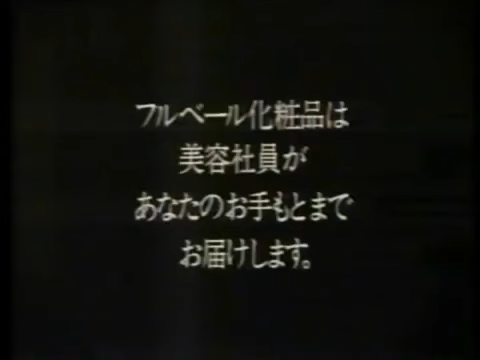 フルベール化粧品は
美容社員が
あなたのお手もとまで
お届けします。